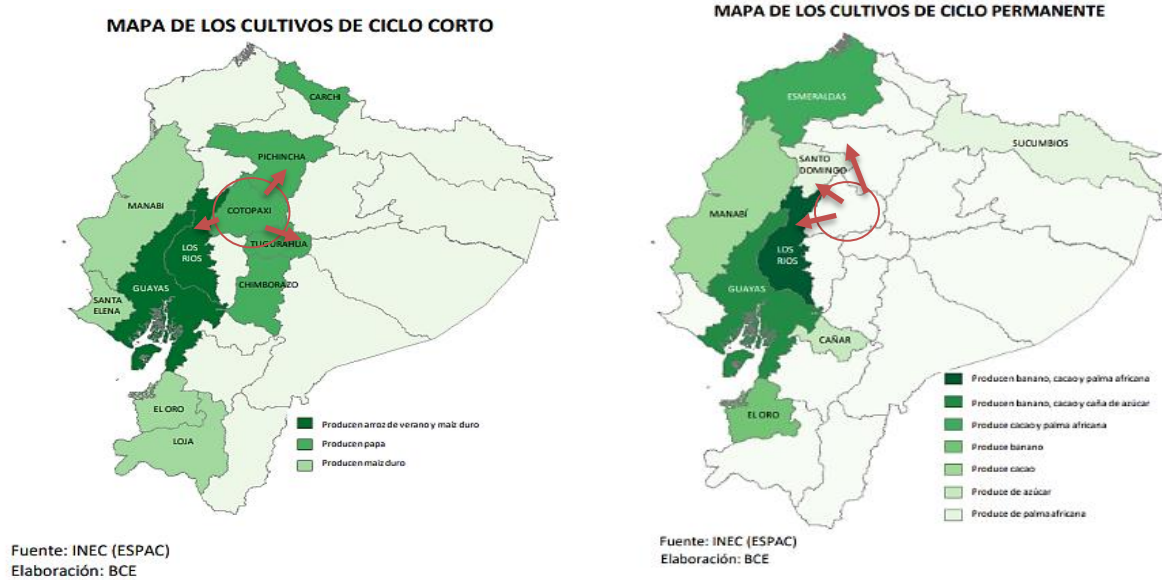 MAPA DE LOS CULTIVOS DE CICLO CORTO
CARCHI
PICHINCHA
COTOPAXI
MANABI
TUGURAHUA
LOS
RIOS
CHIMBORAZO
GUAYAS
SANTA
ELENA
EL ORO
LOJA
Producen arroz de verano y maiz duro
Producen papa
Producen maiz duro
Fuente: INEC (ESPAC)
Elaboración: BCE
MAPA DE LOS CULTIVOS DE CICLO PERMANENTE
ESMERALDAS
SUCUMBIOS
SANTO
DOMINGO
MANABÍ
LOS
RIOS
GUAYAS
CAÑAR
EL ORO
Producen banano, cacao y palma africana
Producen banano, cacao y caña de azúcar
Produce cacao y palma africana
Produce banano
Produce cacao
Produce de azúcar
Produce de palma africana
Fuente: INEC (ESPAC)
Elaboración: BCE